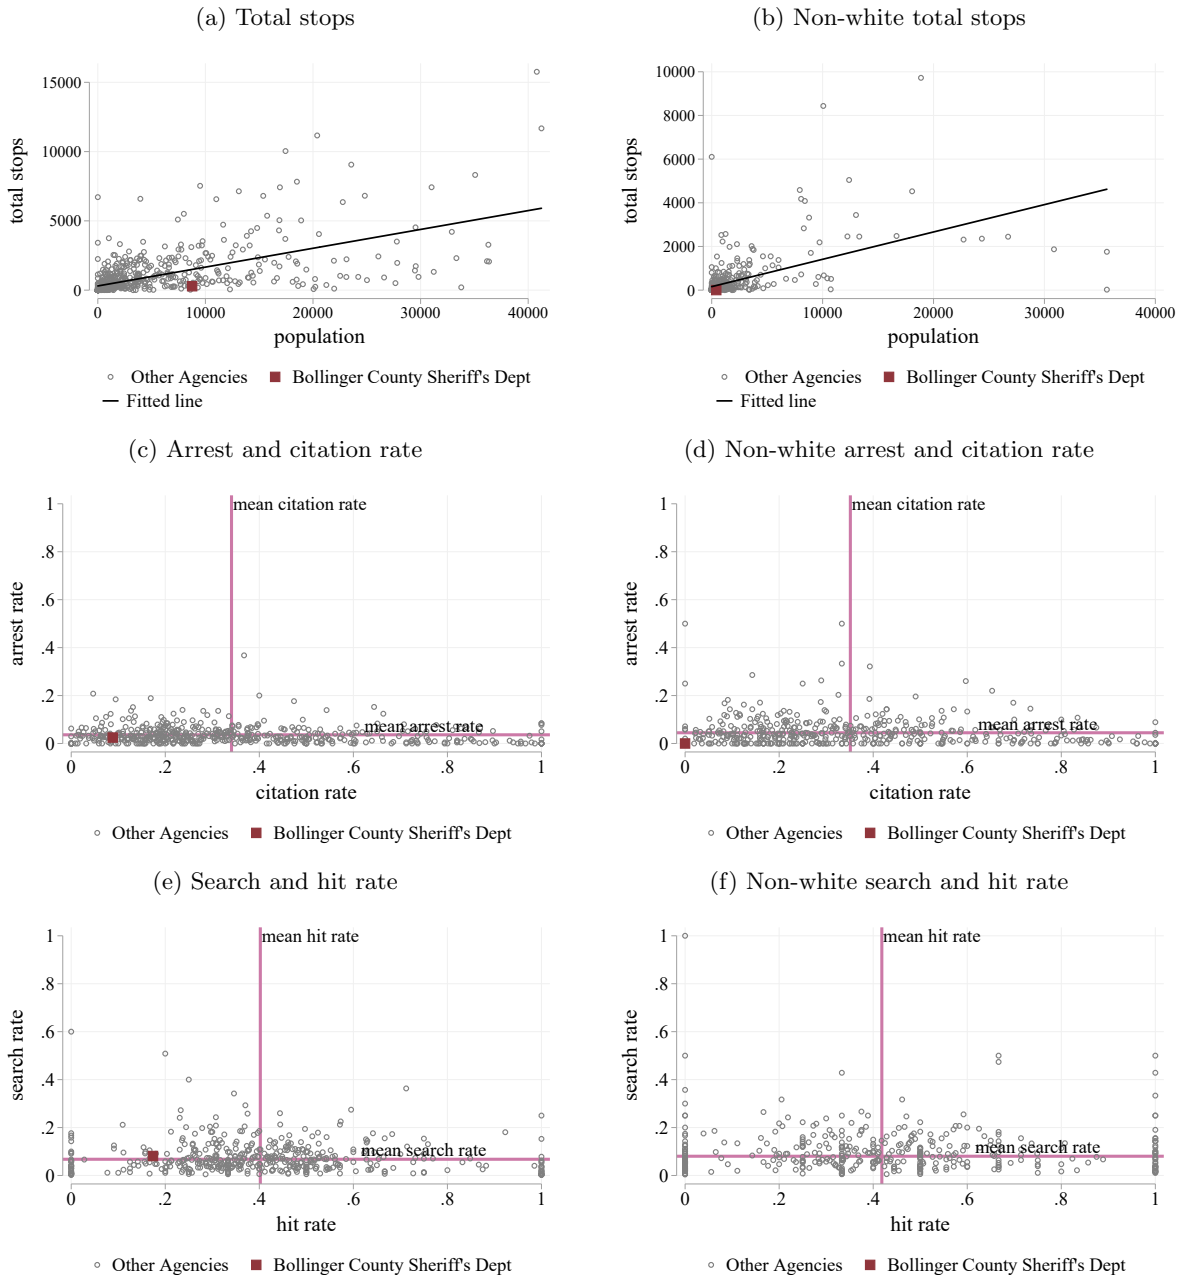 (a) Total stops
(b) Non-white total stops
15000
10000
5000
0
total stops
0 10000 20000 30000 40000
population
Other Agencies Bollinger County Sheriff's Dept
Fitted line
10000
8000
6000
4000
2000
0
total stops
0 10000 20000 30000 40000
population
Other Agencies Bollinger County Sheriff's Dept
Fitted line
(c) Arrest and citation rate
(d) Non-white arrest and citation rate
1
.8
.6
.4
.2
0
arrest rate
mean citation rate
mean arrest rate
0 .2 .4 .6 .8 1
citation rate
Other Agencies Bollinger County Sheriff's Dept
1
.8
.6
.4
.2
0
arrest rate
mean citation rate
mean arrest rate
0 .2 .4 .6 .8 1
citation rate
Other Agencies Bollinger County Sheriff's Dept
(e) Search and hit rate
(f) Non-white search and hit rate
1
.8
.6
.4
.2
0
search rate
mean hit rate
mean search rate
0 .2 .4 .6 .8 1
hit rate
Other Agencies Bollinger County Sheriff's Dept
1
.8
.6
.4
.2
0
search rate
mean hit rate
mean search rate
0 .2 .4 .6 .8 1
hit rate
Other Agencies Bollinger County Sheriff's Dept